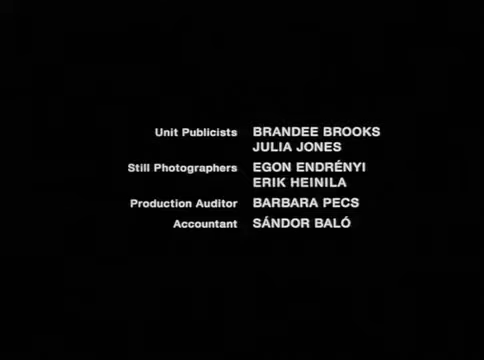 Unit Publicists BRANDEE BROOKS
JULIA JONES
Still Photographers EGON ENDRÉNYI
ERIK HEINILA
Production Auditor BARBARA PECS
Accountant SÁNDOR BALÓ